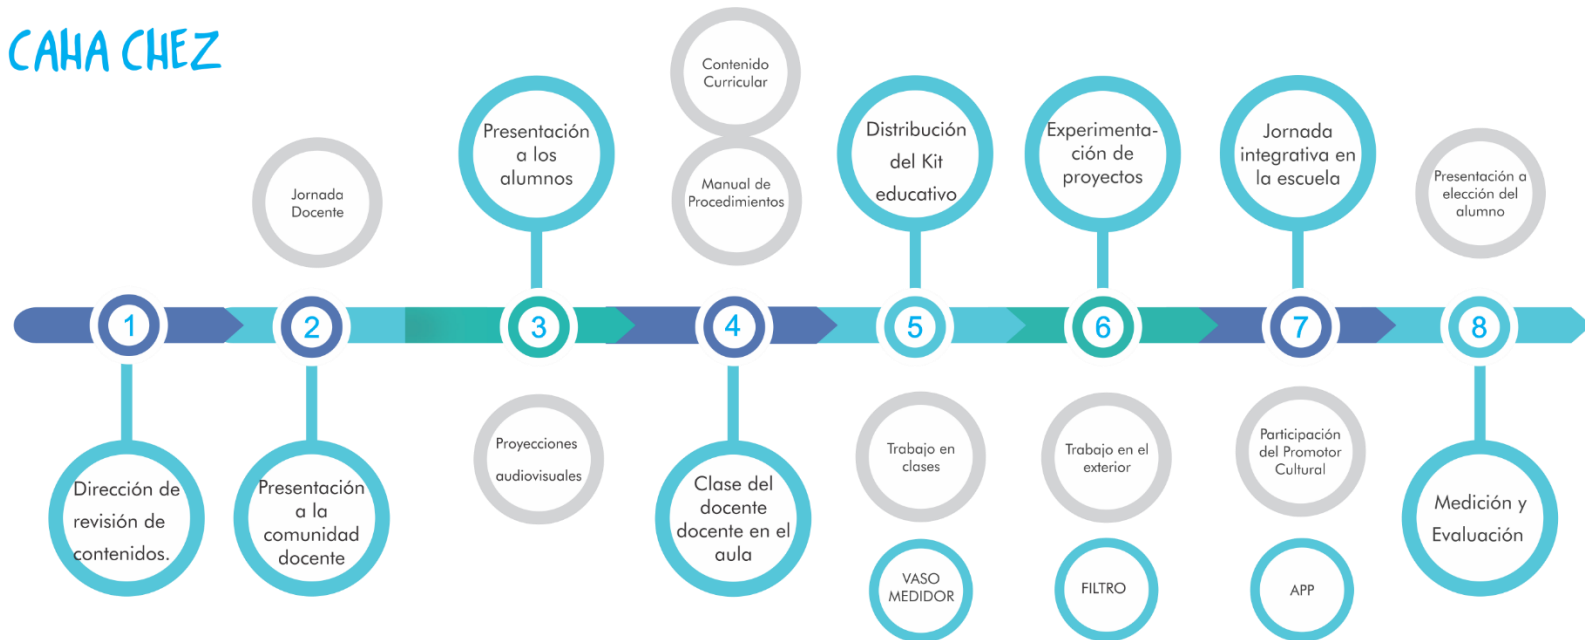 CAHA CHEZ
Jornada
Docente
Presentación
a los
alumnos
Contenido
Curricular
Manual de
Procedimientos
Distribución
del Kit
educativo
Experimenta-
ción de
proyectos
Jornada
integrativa en
la escuela
Presentación a
elección del
alumno
1
2
3
4
5
6
7
8
Dirección de
revisión de
contenidos.
Presentación
a la
comunidad
docente
Proyecciones
audiovisuales
Clase del
docente
docente en el
aula
Trabajo en
clases
VASO
MEDIDOR
Trabajo en el
exterior
FILTRO
Participación
del Promotor
Cultural
APP
Medición y
Evaluación